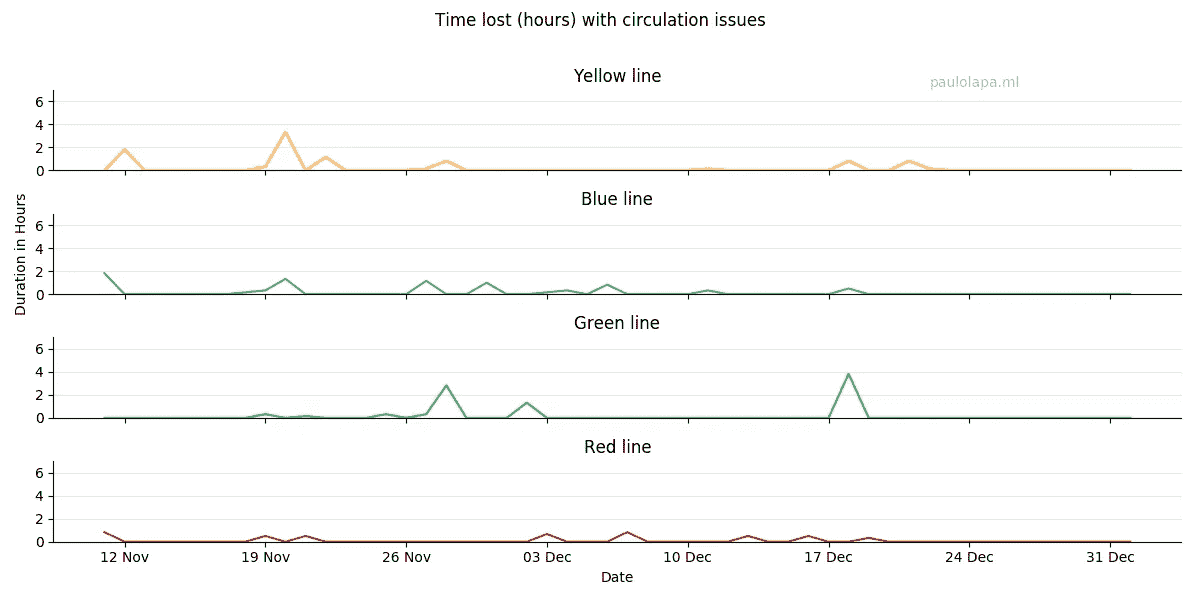 Time lost (hours) with circulation issues
Yellow line
paulolapa.ml
6
4
2
0
Blue line
6
4
2
0
Duration in Hours
Green line
6
4
2
0
Red line
6
4
2
0
12 Nov 19 Nov 26 Nov 03 Dec 10 Dec 17 Dec 24 Dec 31 Dec
Date